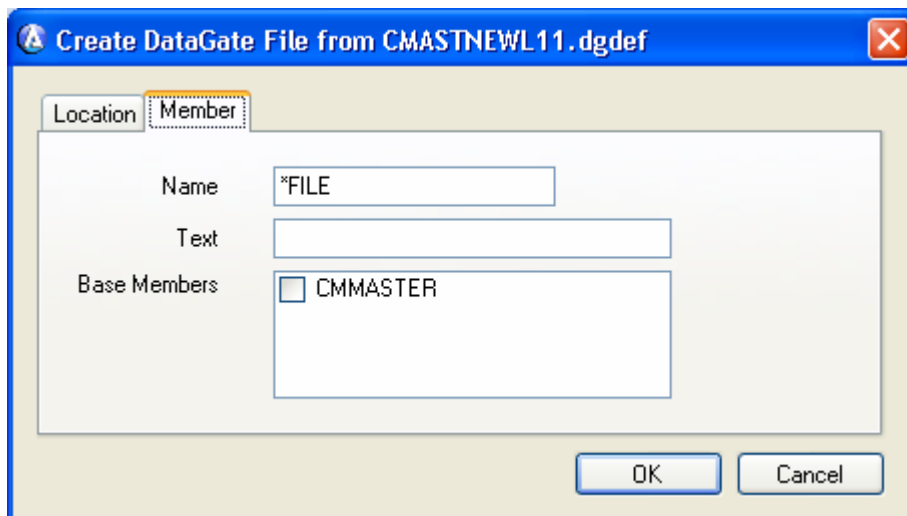 Create DataGate File from CMASTNEWL11.dgdef
Location Member
Name *FILE
Text
Base Members CMMASTER
OK Cancel